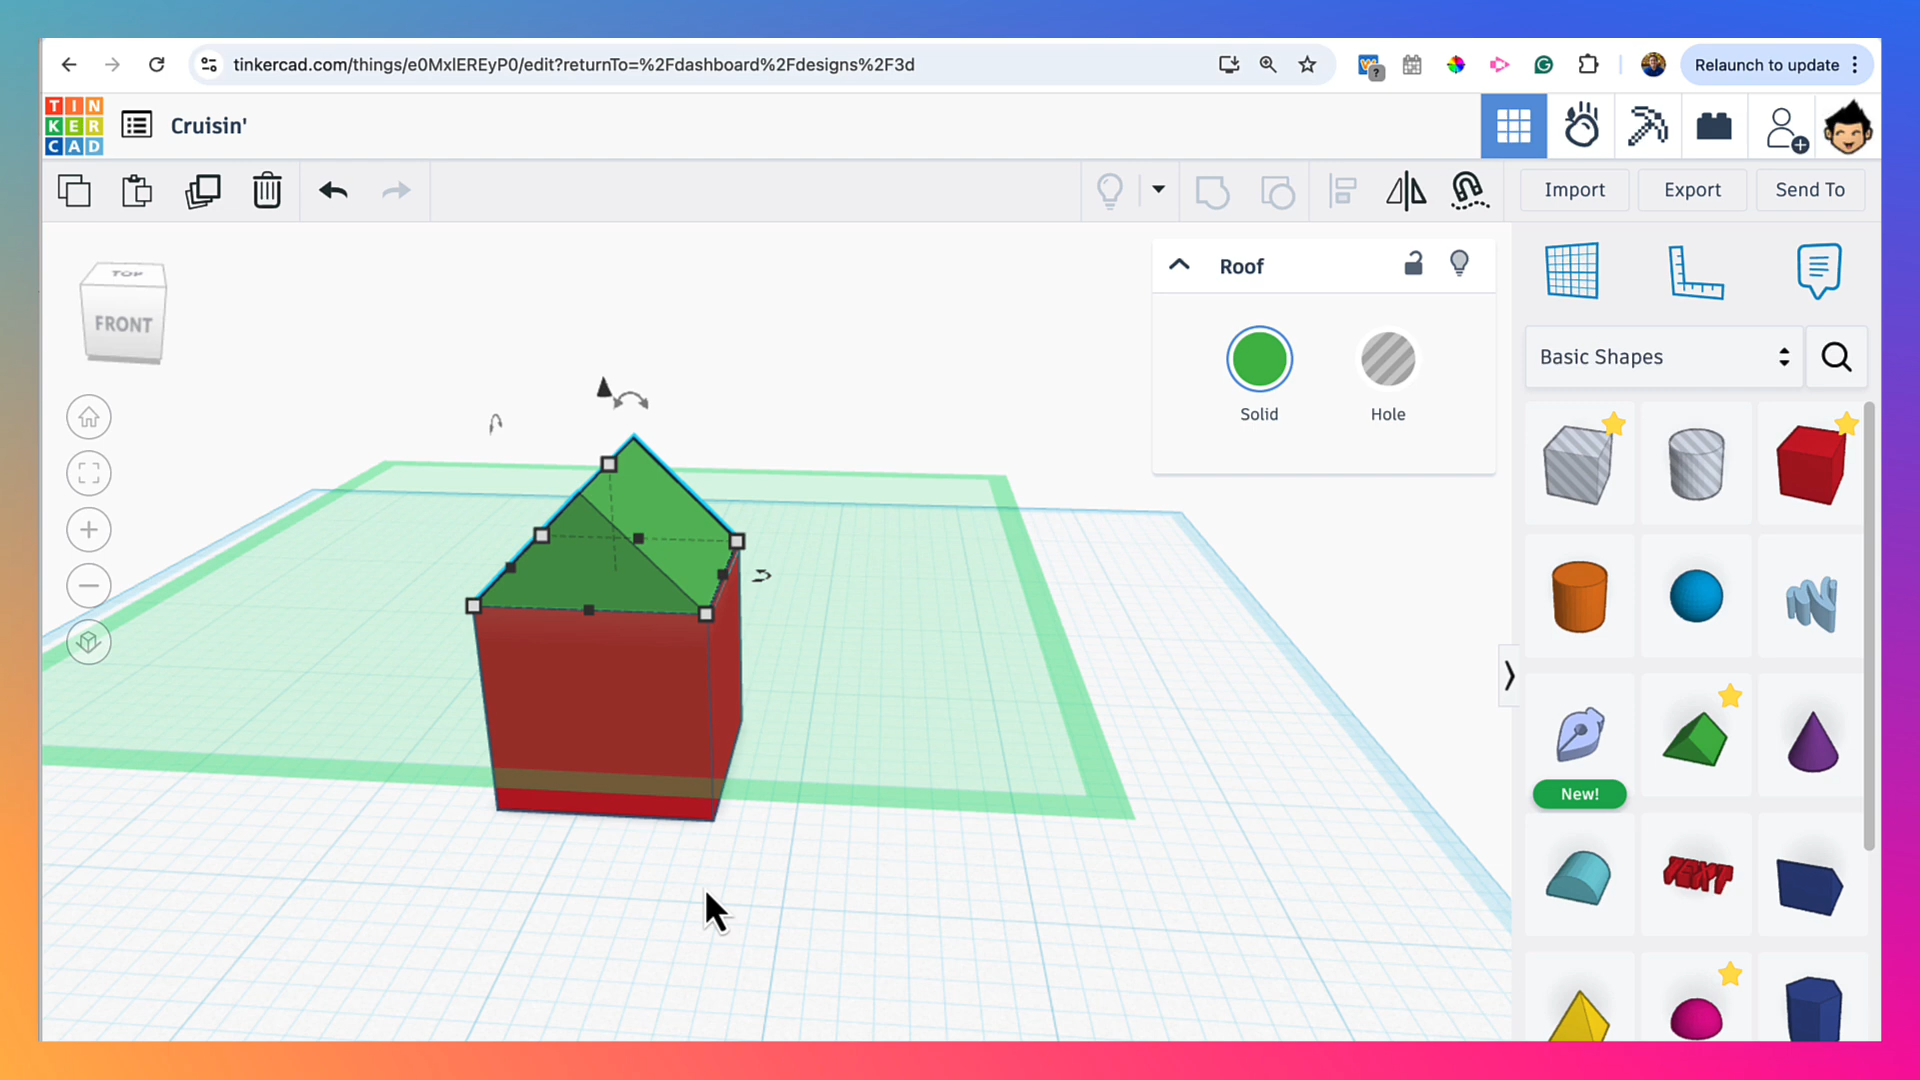 tinkercad.com/things/e0MxlEREyP0/edit?returnTo=%2Fdashboard%2Fdesigns%2F3d
Relaunch to update
TIN
KER
CAD
Cruisin'
Import
Export
Send To
TOP
FRONT
Roof
Solid
Hole
Basic Shapes
New!
TEXT